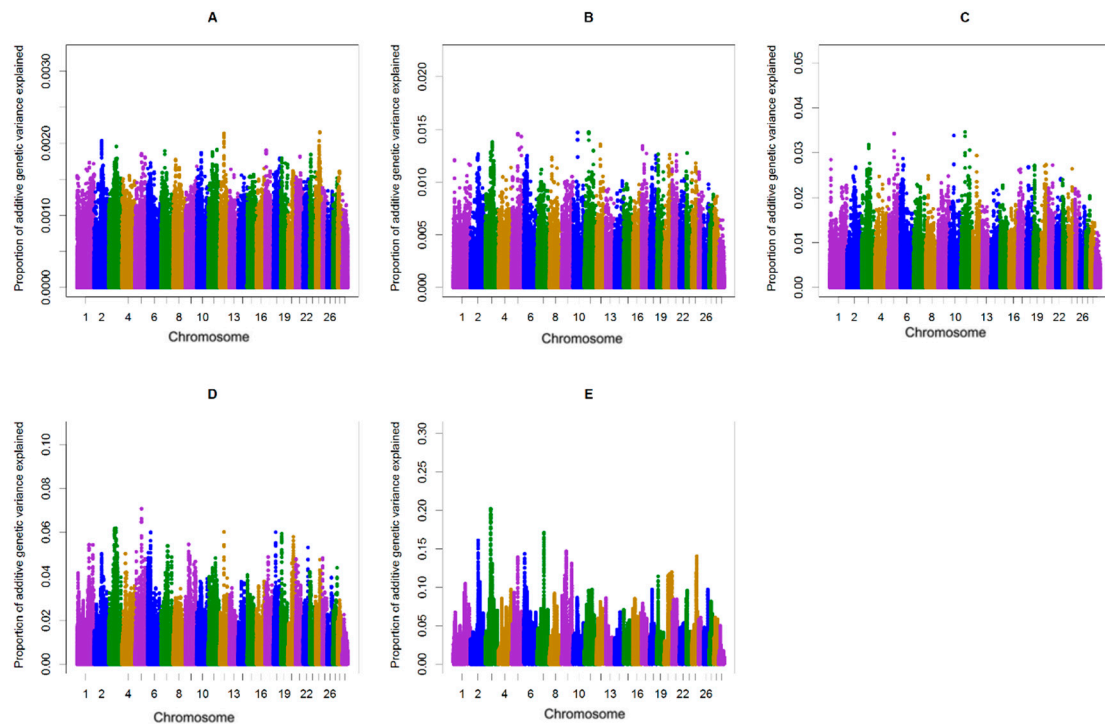 A
Proportion of additive genetic variance explained
0.0030
0.0020
0.0010
0.0000
1 2 4 6 8 10 13 16 19 22 26
Chromosome
B
Proportion of additive genetic variance explained
0.020
0.015
0.010
0.005
0.000
1 2 4 6 8 10 13 16 19 22 26
Chromosome
C
Proportion of additive genetic variance explained
0.05
0.04
0.03
0.02
0.01
0.00
1 2 4 6 8 10 13 16 19 22 26
Chromosome
D
Proportion of additive genetic variance explained
0.10
0.08
0.06
0.04
0.02
0.00
1 2 4 6 8 10 13 16 19 22 26
Chromosome
E
Proportion of additive genetic variance explained
0.30
0.25
0.20
0.15
0.10
0.05
0.00
1 2 4 6 8 10 13 16 19 22 26
Chromosome